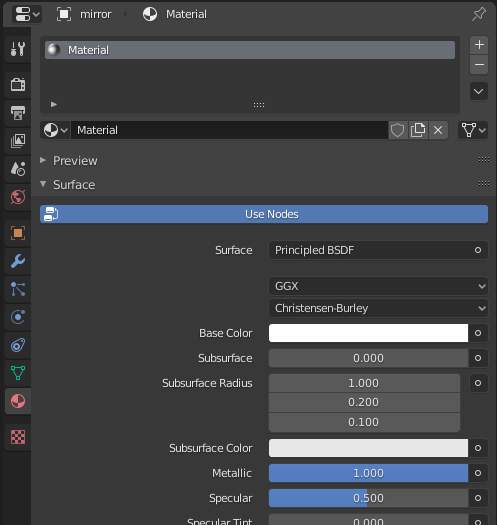 mirror Material
Material
Material
Preview
Surface
Use Nodes
Surface Principled BSDF
GGX
Christensen-Burley
Base Color
Subsurface 0.000
Subsurface Radius 1.000
0.200
0.100
Subsurface Color
Metallic 1.000
Specular 0.500
Specular Tint 0.000